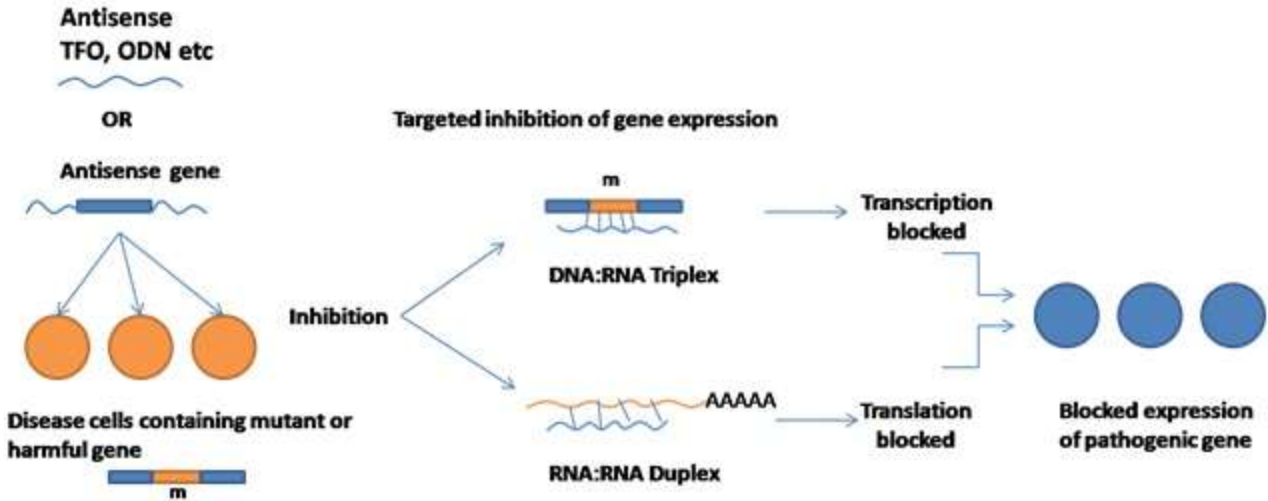 Antisense
TFO, ODN etc
OR
Antisense gene
Disease cells containing mutant or
harmful gene
m
Inhibition
Targeted inhibition of gene expression
m
DNA:RNA Triplex
AAAAA
RNA:RNA Duplex
Transcription
blocked
Translation
blocked
Blocked expression
of pathogenic gene